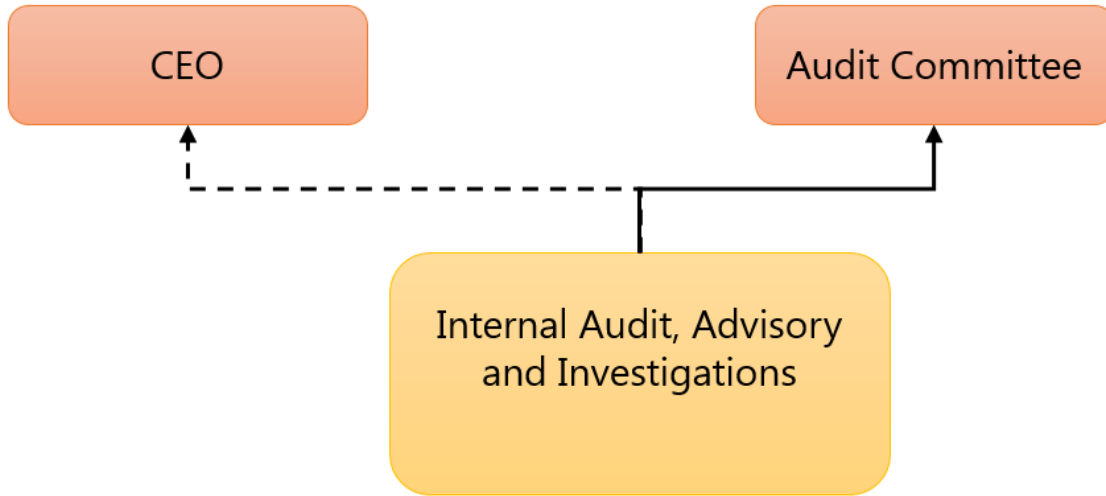 CEO
Audit Committee
Internal Audit, Advisory
and Investigations